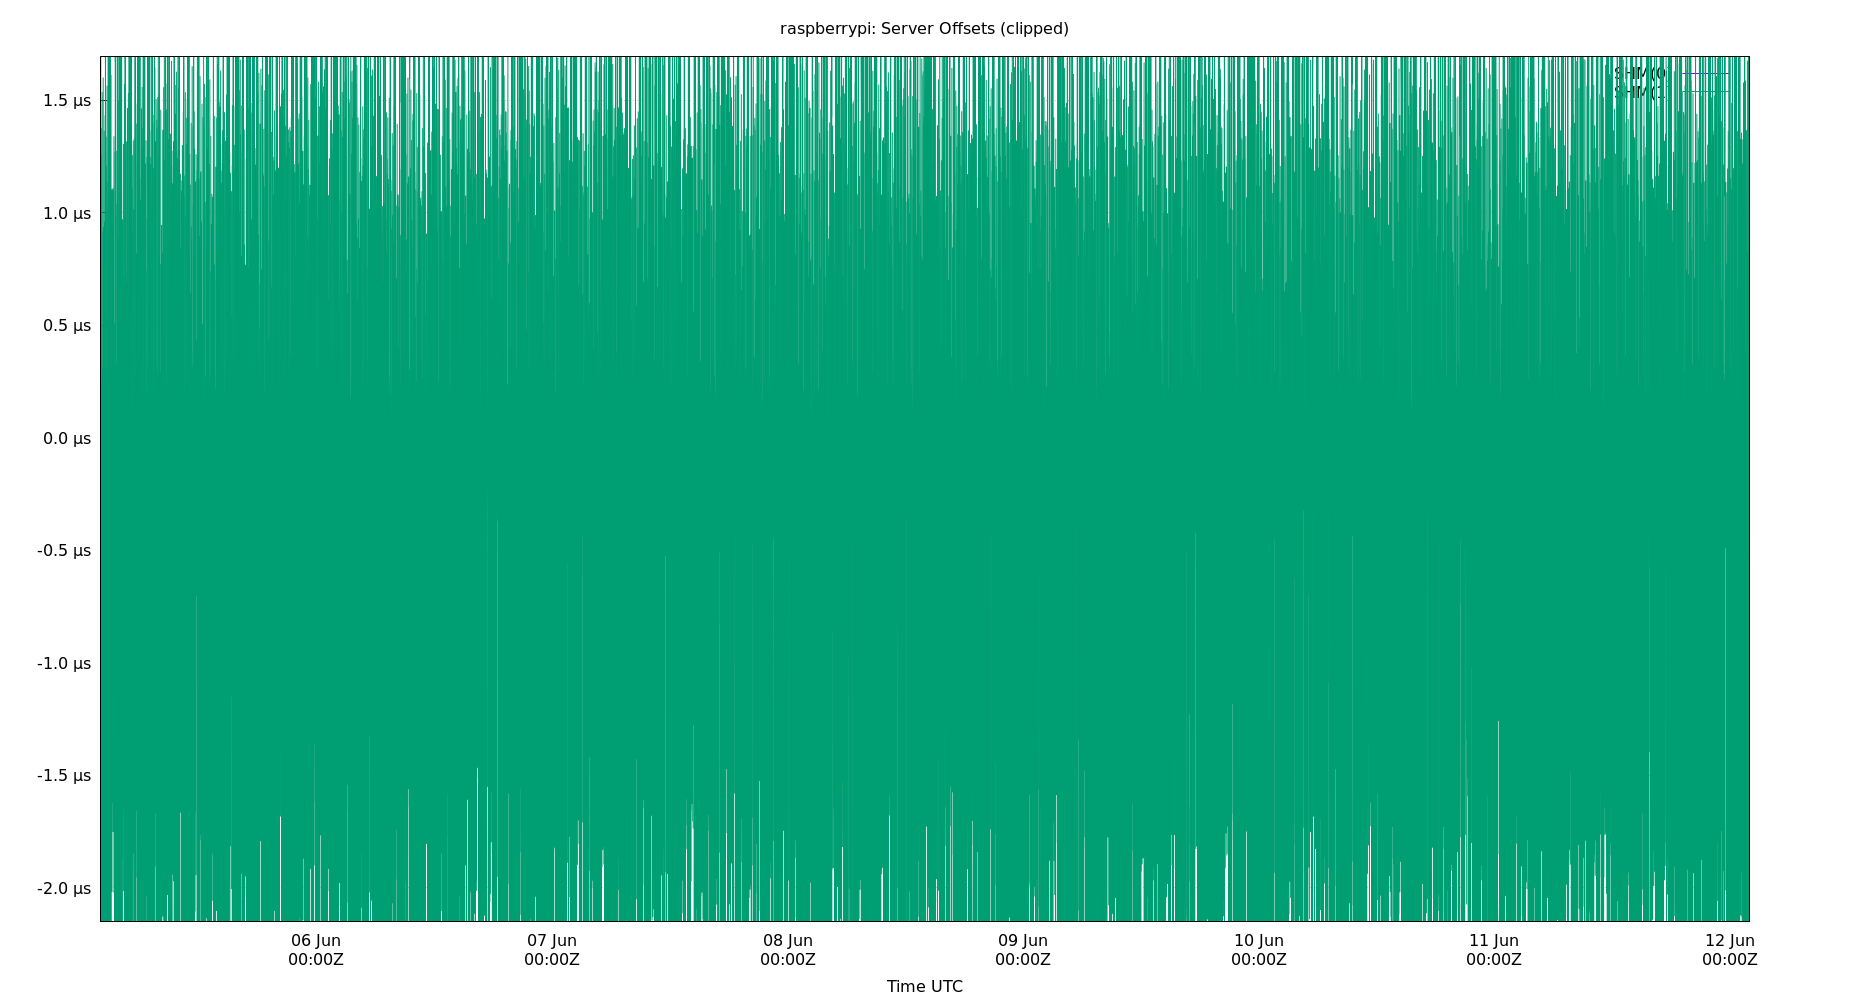 raspberrypi: Server Offsets (clipped)
1.5 µs
1.0 µs
0.5 µs
0.0 µs
-0.5 µs
-1.0 µs
-1.5 µs
-2.0 µs
06 Jun
00:00Z
07 Jun
00:00Z
08 Jun
00:00Z
09 Jun
00:00Z
10 Jun
00:00Z
11 Jun
00:00Z
12 Jun
00:00Z
Time UTC